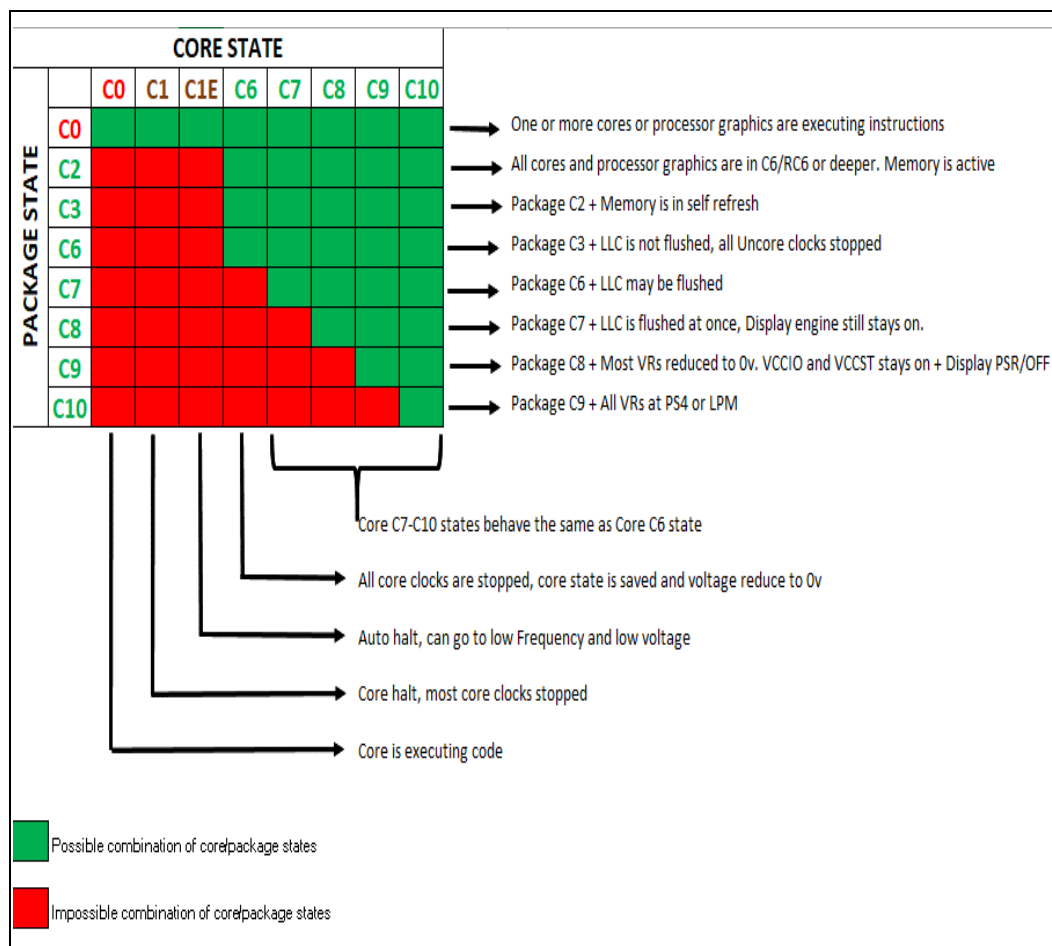 CORE STATE
C0 C1 C1E C6 C7 C8 C9 C10
PACKAGE STATE
C0
One or more cores or processor graphics are executing instructions
C2
All cores and processor graphics are in C6/RC6 or deeper. Memory is active
C3
Package C2 + Memory is in self refresh
C6
Package C3 + LLC is not flushed, all Uncore clocks stopped
C7
Package C6 + LLC may be flushed
C8
Package C7 + LLC is flushed at once, Display engine still stays on.
C9
Package C8 + Most VRs reduced to 0v. VCCIO and VCCST stays on + Display PSR/OFF
C10
Package C9 + All VRs at PS4 or LPM
Core C7-C10 states behave the same as Core C6 state
All core clocks are stopped, core state is saved and voltage reduce to 0v
Auto halt, can go to low Frequency and low voltage
Core halt, most core clocks stopped
Core is executing code
Possible combination of core/package states
Impossible combination of core/package states